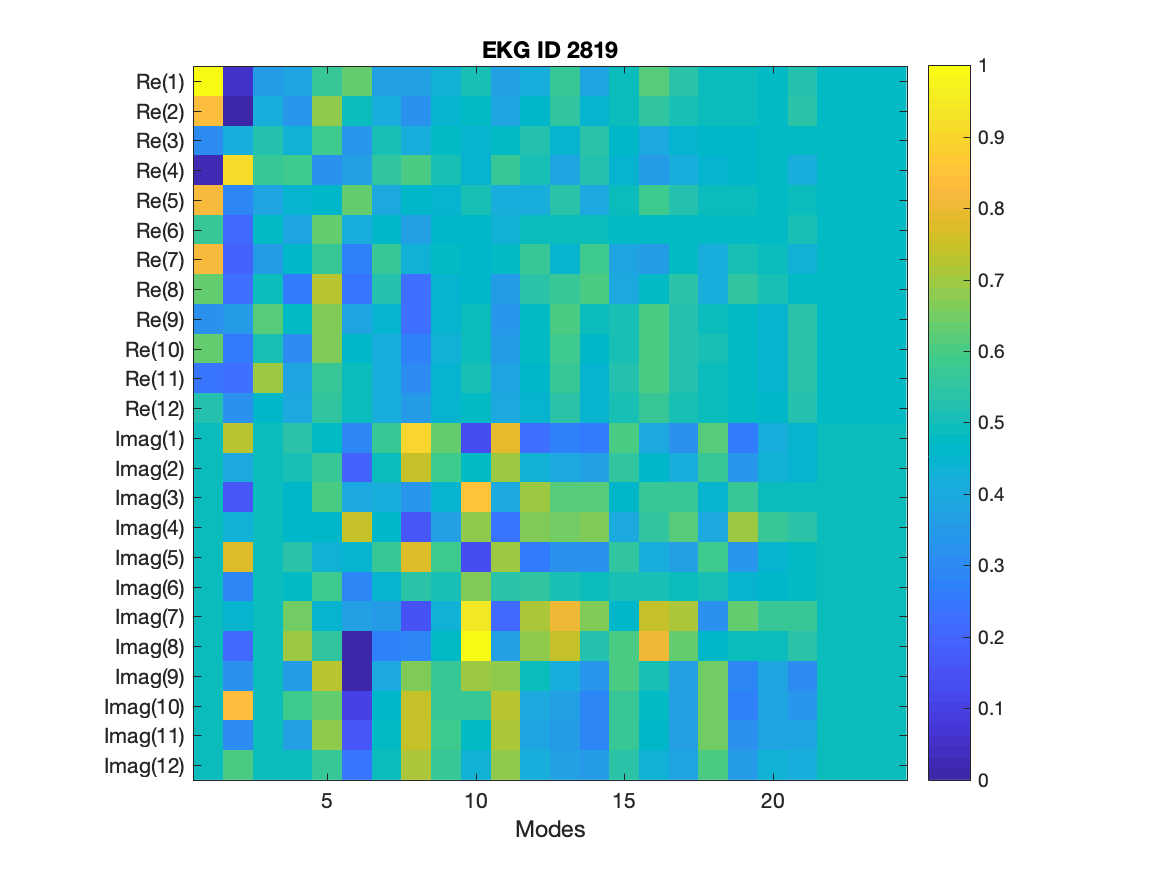 EKG ID 2819
Re(1)
Re(2)
Re(3)
Re(4)
Re(5)
Re(6)
Re(7)
Re(8)
Re(9)
Re(10)
Re(11)
Re(12)
Imag(1)
Imag(2)
Imag(3)
Imag(4)
Imag(5)
Imag(6)
Imag(7)
Imag(8)
Imag(9)
Imag(10)
Imag(11)
Imag(12)
5 10 15 20
Modes
1
0.9
0.8
0.7
0.6
0.5
0.4
0.3
0.2
0.1
0